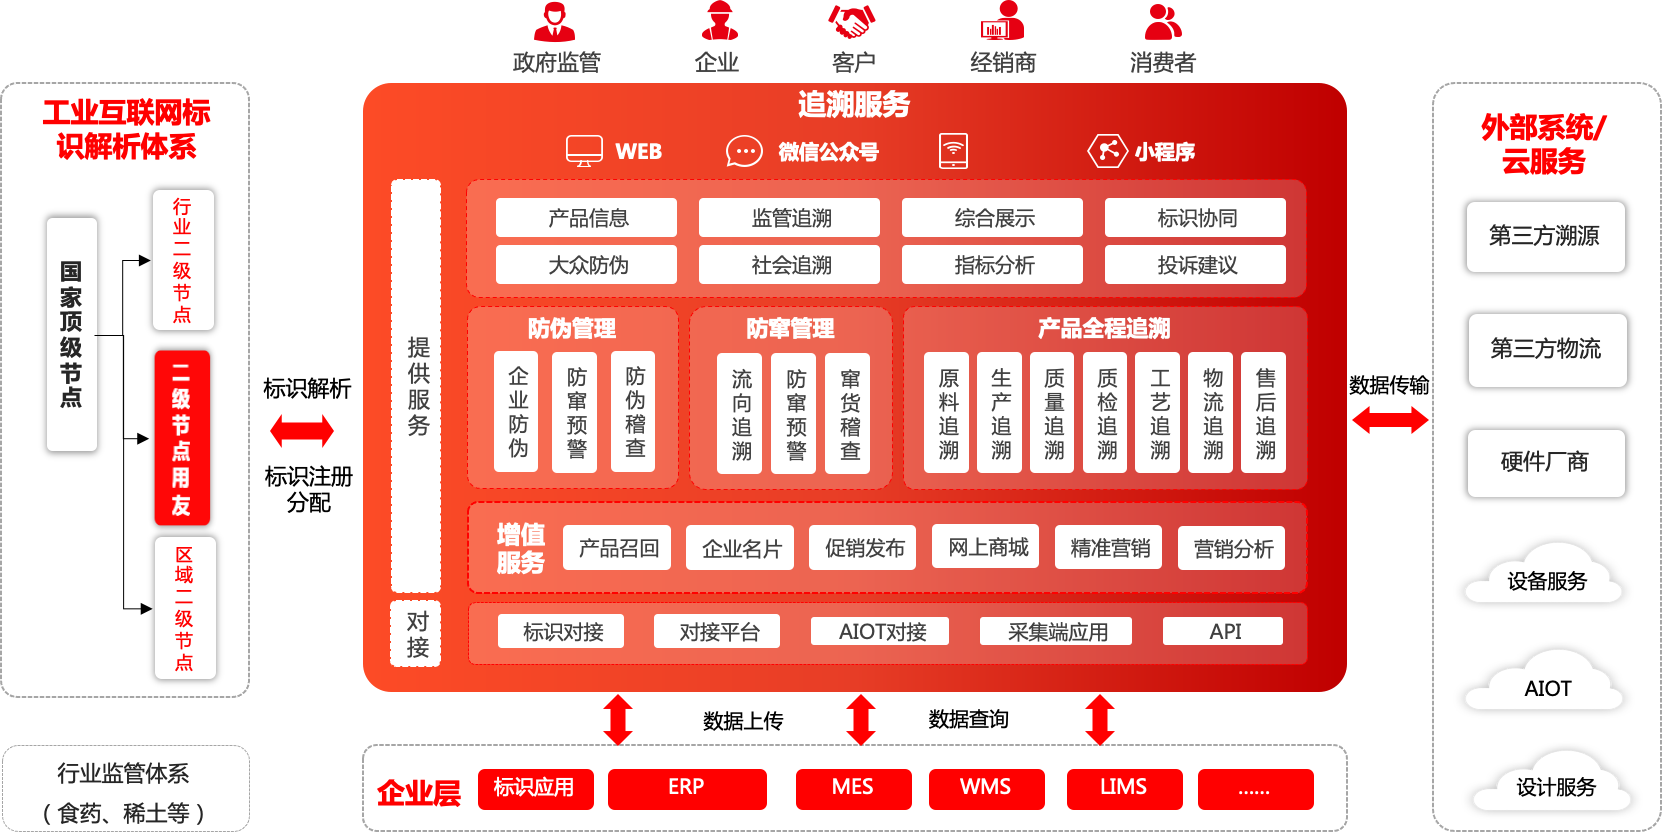 政府监管
企业
客户
经销商
消费者
工业互联网标
识解析体系
国家顶级节点
行业二级节点
二级节点用友
区域二级节点
行业监管体系
（食药、稀土等）
标识解析
标识注册
分配
追溯服务
WEB
微信公众号
小程序
提供服务
产品信息
监管追溯
综合展示
标识协同
大众防伪
社会追溯
指标分析
投诉建议
防伪管理
企业防伪
防窜预警
防伪稽查
防窜管理
流向追溯
防窜预警
窜货稽查
产品全程追溯
原料追溯
生产追溯
质量追溯
质检追溯
工艺追溯
物流追溯
售后追溯
增值
服务
产品召回
企业名片
促销发布
网上商城
精准营销
营销分析
对接
标识对接
对接平台
AIOT对接
采集端应用
API
数据上传
数据查询
企业层
标识应用
ERP
MES
WMS
LIMS
......
数据传输
外部系统/
云服务
第三方溯源
第三方物流
硬件厂商
设备服务
AIOT
设计服务